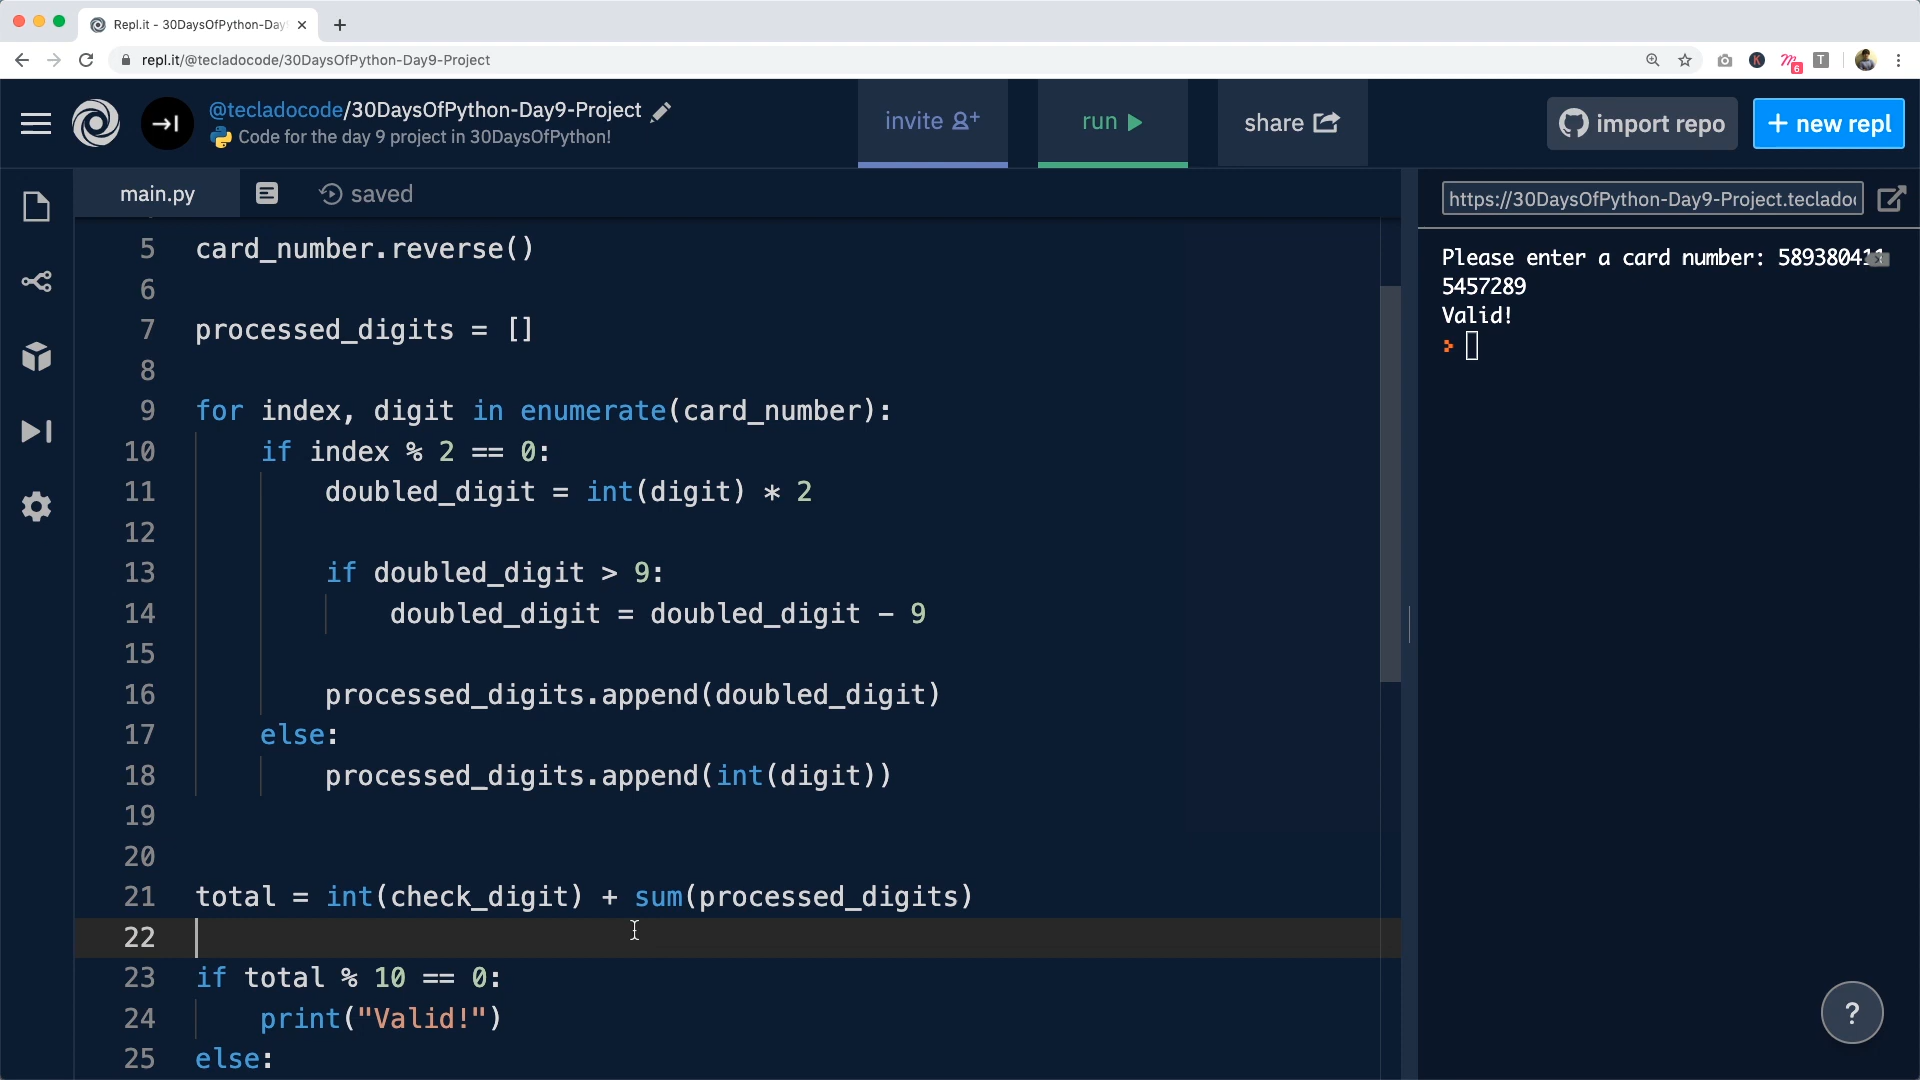 Repl.it - 30DaysOfPython-Day
repl.it/@tecladocode/30DaysOfPython-Day9-Project
6
K
T
@tecladocode/30DaysOfPython-Day9-Project
Code for the day 9 project in 30DaysOfPython!
invite
run
share
import repo
+ new repl
main.py
saved
https://30DaysOfPython-Day9-Project.tecladoc
5 card_number.reverse()
6
7 processed_digits = []
8
9 for index, digit in enumerate(card_number):
10 if index % 2 == 0:
11 doubled_digit = int(digit) * 2
12
13 if doubled_digit > 9:
14 doubled_digit = doubled_digit - 9
15
16 processed_digits.append(doubled_digit)
17 else:
18 processed_digits.append(int(digit))
19
20
21 total = int(check_digit) + sum(processed_digits)
22
23 if total % 10 == 0:
24 print("Valid!")
25 else:
Please enter a card number: 589380411
5457289
Valid!
?